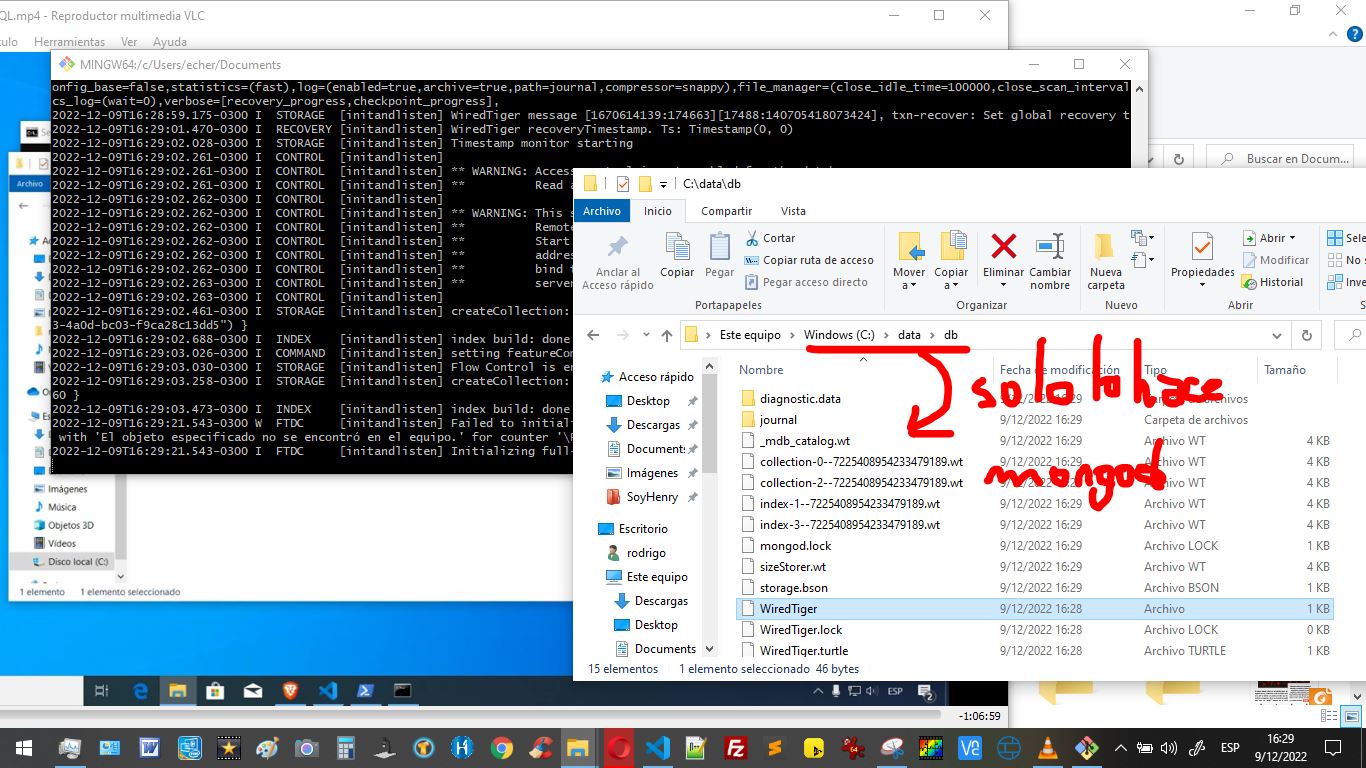 QL.mp4 - Reproductor multimedia VLC
culo Herramientas Ver Ayuda
MINGW64:/c/Users/echer/Documents
onfig_base=false,statistics=(fast),log=(enabled=true,archive=true,path=journal,compressor=snappy),file_manager=(close_idle_time=100000,close_scan_interval
cs_log=(wait=0),verbose=[recovery_progress,checkpoint_progress],
2022-12-09T16:28:59.175-0300 I STORAGE [initandlisten] WiredTiger message [1670614139:174663][17488:140705418073424], txn-recover: Set global recovery t
2022-12-09T16:29:01.470-0300 I RECOVERY [initandlisten] WiredTiger recoveryTimestamp. Ts: Timestamp(0, 0)
2022-12-09T16:29:02.028-0300 I STORAGE [initandlisten] Timestamp monitor starting
2022-12-09T16:29:02.261-0300 I CONTROL [initandlisten]
2022-12-09T16:29:02.261-0300 I CONTROL [initandlisten] ** WARNING: Acce
2022-12-09T16:29:02.261-0300 I CONTROL [initandlisten] ** Read a
2022-12-09T16:29:02.262-0300 I CONTROL [initandlisten]
2022-12-09T16:29:02.262-0300 I CONTROL [initandlisten] ** WARNING: This s
2022-12-09T16:29:02.262-0300 I CONTROL [initandlisten] ** Remote
2022-12-09T16:29:02.262-0300 I CONTROL [initandlisten] ** Start
2022-12-09T16:29:02.262-0300 I CONTROL [initandlisten] ** addres
2022-12-09T16:29:02.263-0300 I CONTROL [initandlisten] ** bind t
2022-12-09T16:29:02.263-0300 I CONTROL [initandlisten] ** server
2022-12-09T16:29:02.263-0300 I CONTROL [initandlisten]
2022-12-09T16:29:02.461-0300 I STORAGE [initandlisten] createCollection:
3-4a0d-bc03-f9ca28c13dd5") }
2022-12-09T16:29:02.688-0300 I INDEX [initandlisten] index build: done
2022-12-09T16:29:03.026-0300 I COMMAND [initandlisten] setting featureCom
2022-12-09T16:29:03.030-0300 I STORAGE [initandlisten] Flow Control is en
2022-12-09T16:29:03.258-0300 I STORAGE [initandlisten] createCollection:
60 }
2022-12-09T16:29:03.473-0300 I INDEX [initandlisten] index build: done
2022-12-09T16:29:21.543-0300 W FTDC [initandlisten] Failed to initiali
with 'El objeto especificado no se encontró en el equipo.' for counter '\P
2022-12-09T16:29:21.543-0300 I FTDC [initandlisten] Initializing full-
Buscar en Docum...
Archivo
C:\data\db
Archivo Inicio Compartir Vista
Anclar al Acceso rápido
Copiar
Pegar
Cortar
Copiar ruta de acceso
Pegar acceso directo
Mover a
Copiar a
Eliminar
Cambiar nombre
Nueva carpeta
Propiedades
Abrir
Modificar
Historial
Sele
No s
Inve
Portapapeles Organizar Nuevo Abrir S
Este equipo Windows (C:) data db
Acceso rápido
Desktop
Descargas
Document:
Imágenes
SoyHenry
Escritorio
rodrigo
Este equipo
Descargas
Desktop
Documents
Nombre Fecha de modificación Tipo Tamaño
diagnostic.data 9/12/2022 16:29 Carpeta de archivos
journal 9/12/2022 16:29 Carpeta de archivos
_mdb_catalog.wt 9/12/2022 16:29 Archivo WT 4 KB
collection-0--7225408954233479189.wt 9/12/2022 16:29 Archivo WT 4 KB
collection-2--7225408954233479189.wt 9/12/2022 16:29 Archivo WT 4 KB
index-1--7225408954233479189.wt 9/12/2022 16:29 Archivo WT 4 KB
index-3--7225408954233479189.wt 9/12/2022 16:29 Archivo WT 4 KB
mongod.lock 9/12/2022 16:29 Archivo LOCK 1 KB
sizeStorer.wt 9/12/2022 16:29 Archivo WT 4 KB
storage.bson 9/12/2022 16:29 Archivo BSON 1 KB
WiredTiger 9/12/2022 16:28 Archivo 1 KB
WiredTiger.lock 9/12/2022 16:28 Archivo LOCK 0 KB
WiredTiger.turtle 9/12/2022 16:28 Archivo TURTLE 1 KB
solo lo hace
mongod
15 elementos 1 elemento seleccionado 46 bytes
Imágenes
Música
Objetos 3D
Vídeos
Disco local (C:)
1 elemento 1 elemento seleccionado
ESP
2
-1:06:59
ESP
16:29
9/12/2022